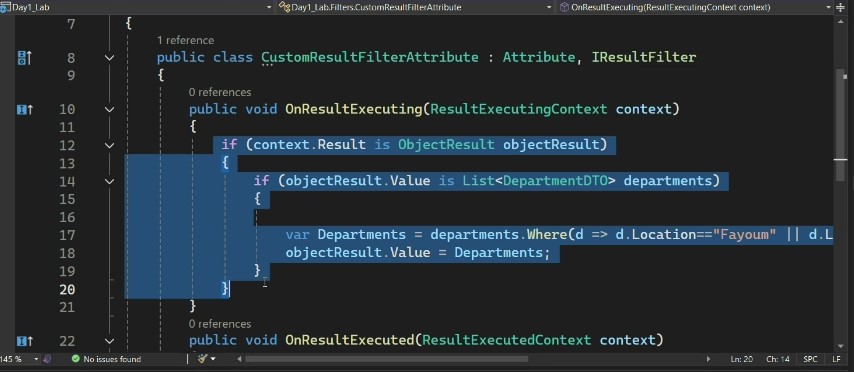 Day1_Lab Day1_Lab.Filters.CustomResultFilterAttribute OnResultExecuting(ResultExecutingContext context)
7 {
1 reference
8 public class CustomResultFilterAttribute : Attribute, IResultFilter
9 {
0 references
10 public void OnResultExecuting(ResultExecutingContext context)
11 {
12 if (context.Result is ObjectResult objectResult)
13 {
14 if (objectResult.Value is List<DepartmentDTO> departments)
15 {
16
17 var Departments = departments.Where(d => d.Location=="Fayoum" || d.L
18 objectResult.Value = Departments;
19 }
20 }
21 }
0 references
22 public void OnResultExecuted(ResultExecutedContext context)
145 % No issues found Ln: 20 Ch: 14 SPC LF